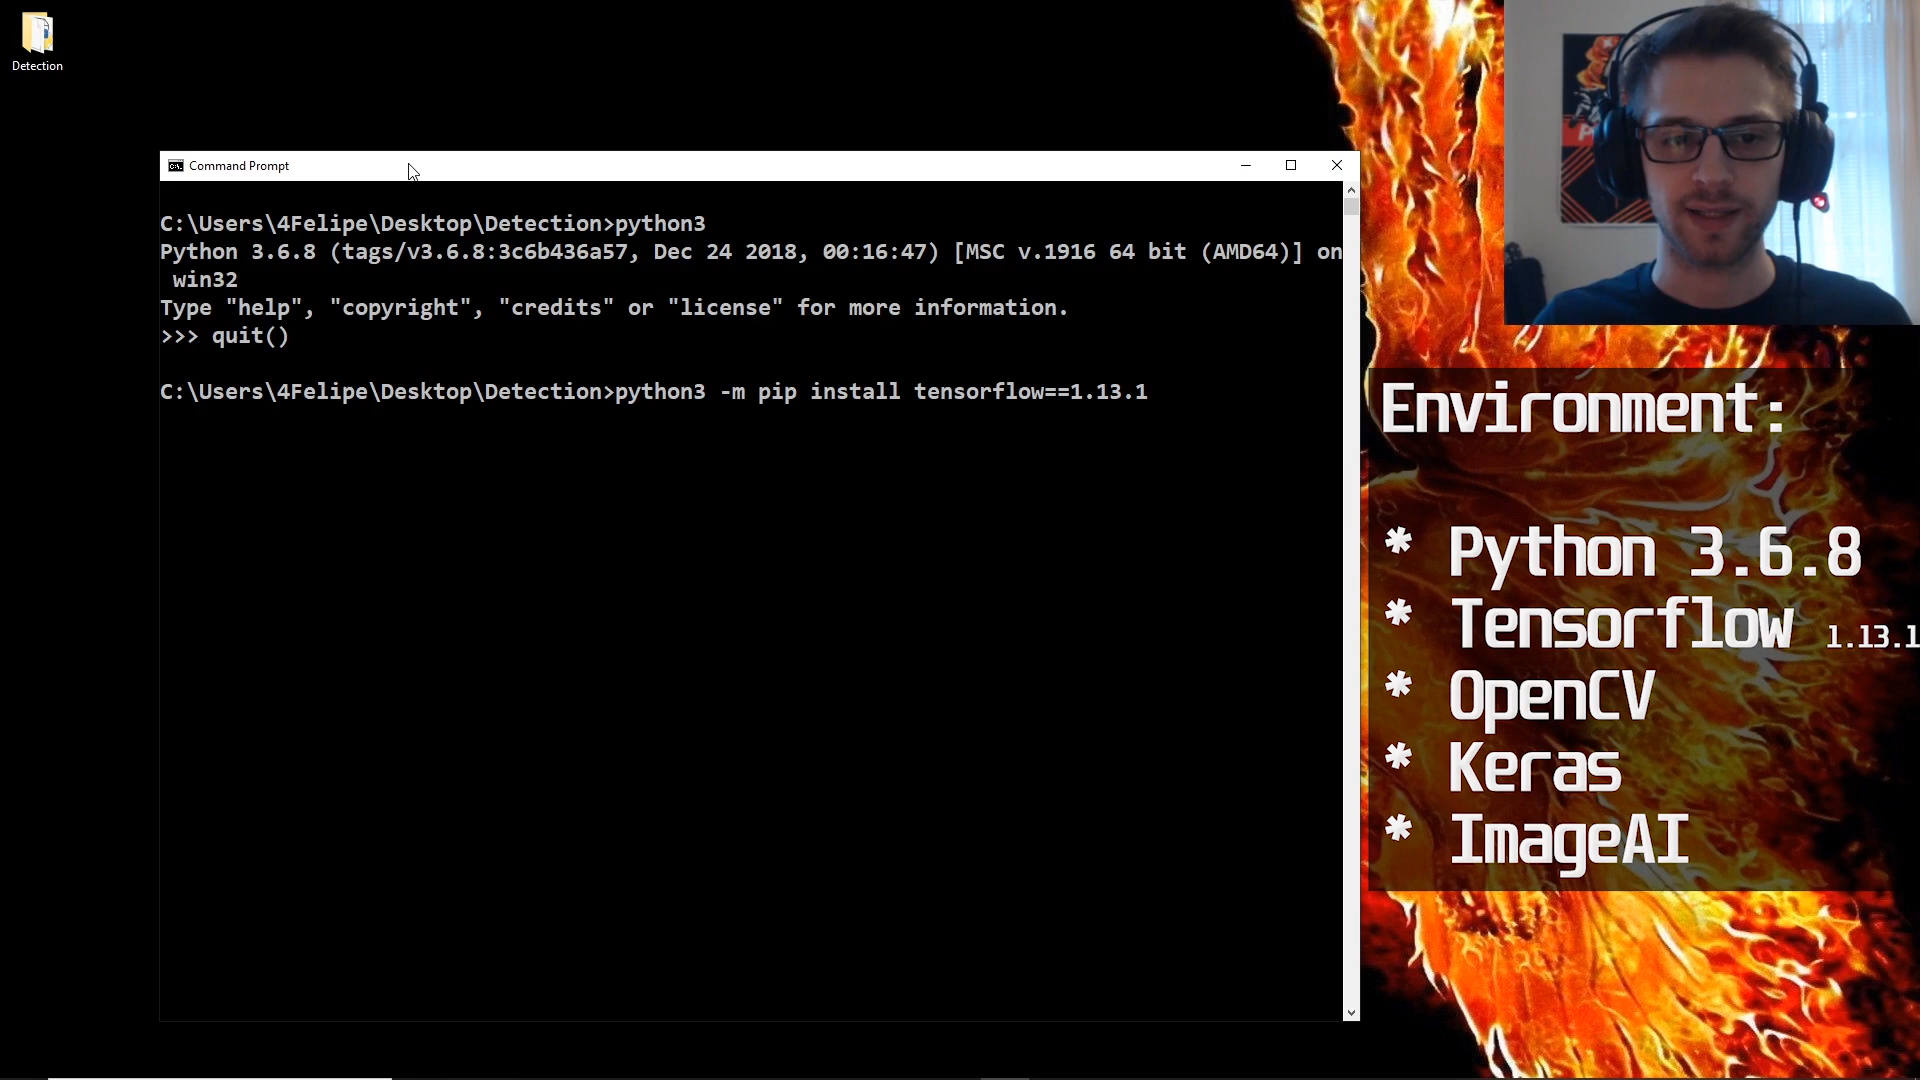 Detection
Command Prompt
C:\Users\4Felipe\Desktop\Detection>python3
Python 3.6.8 (tags/v3.6.8:3c6b436a57, Dec 24 2018, 00:16:47) [MSC v.1916 64 bit (AMD64)] on
win32
Type "help", "copyright", "credits" or "license" for more information.
>>> quit()
C:\Users\4Felipe\Desktop\Detection>python3 -m pip install tensorflow==1.13.1
Environment:
* Python 3.6.8
* Tensorflow 1.13.1
* OpenCV
* Keras
* ImageAI